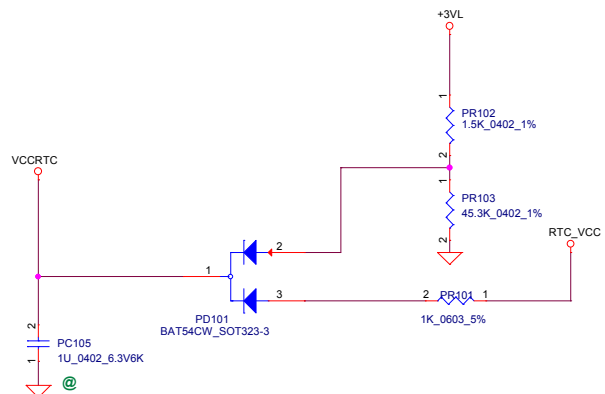 +3VL
1
PR102
1.5K_0402_1%
2
VCCRTC
1
PR103
45.3K_0402_1%
2
RTC_VCC
2
1
3
2
PR101
1
PD101
BAT54CW_SOT323-3
1K_0603_5%
2
PC105
1U_0402_6.3V6K
1
@